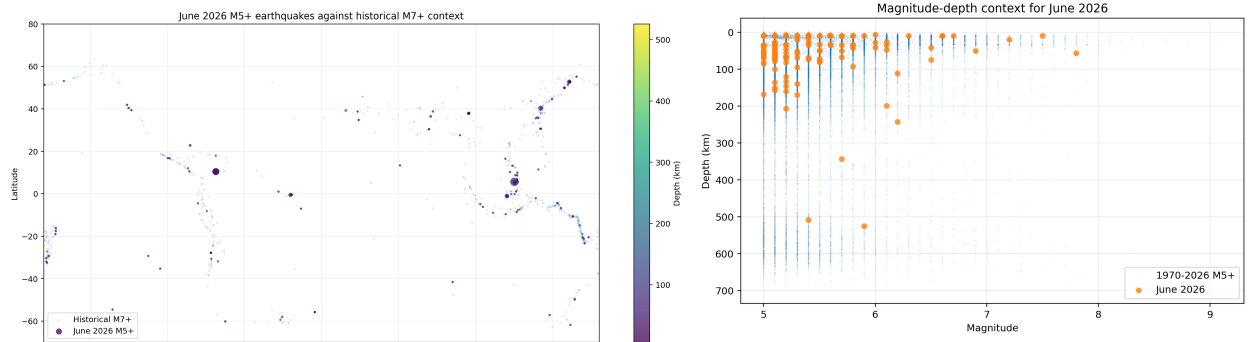 June 2026 M5+ earthquakes against historical M7+ context
80
60
40
20
0
−20
−40
−60
Latitude
Historical M7+
June 2026 M5+
500
400
300
200
100
Depth (km)
Magnitude-depth context for June 2026
0
100
200
300
400
500
600
700
Depth (km)
5
6
7
8
9
Magnitude
1970-2026 M5+
June 2026